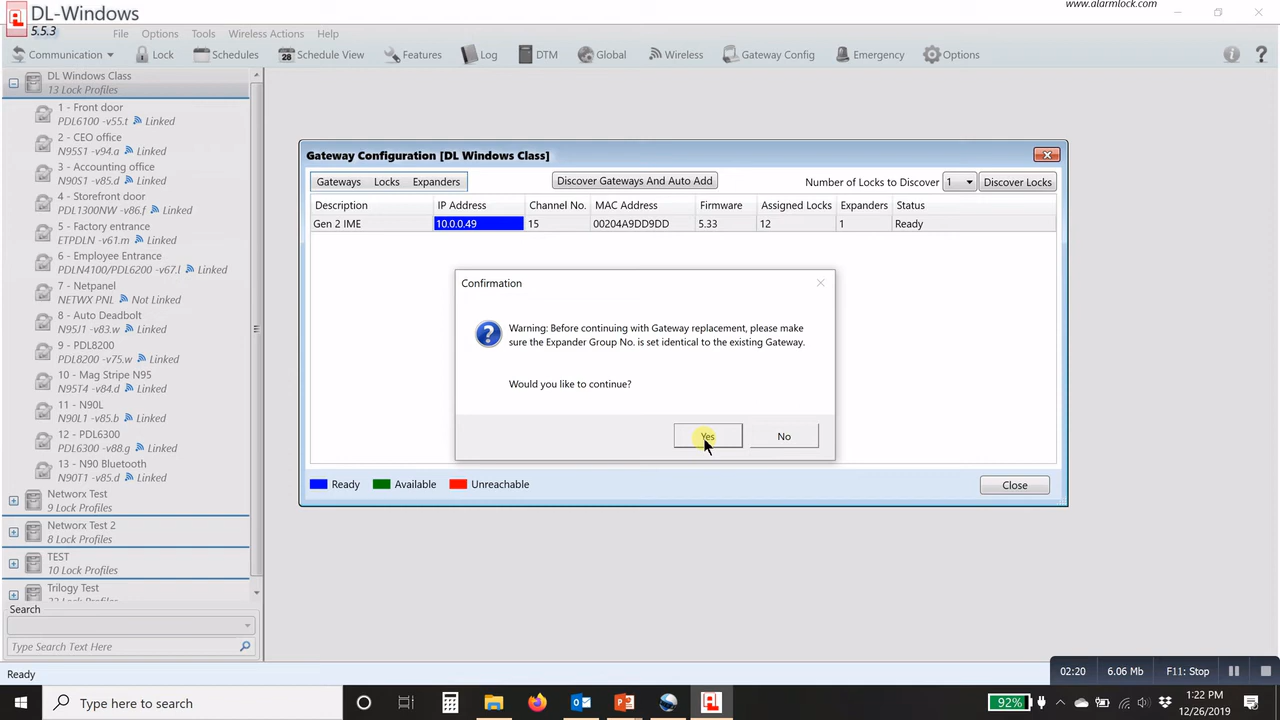 DL-Windows
5.5.3
www.alarmlock.com
File Options Tools Wireless Actions Help
Communication Lock Schedules 28 Schedule View Features Log DTM Global Wireless Gateway Config Emergency Options
DL Windows Class
13 Lock Profiles
1 - Front door
PDL6100 -v55.t Linked
2 - CEO office
N95S1 -v94.a Linked
3 - Accounting office
N90S1 -v85.d Linked
4 - Storefront door
PDL1300NW -v86.f Linked
5 - Factory entrance
ETPDLN -v61.m Linked
6 - Employee Entrance
PDLN4100/PDL6200 -v67.l Linked
7 - Netpanel
NETWX PNL Not Linked
8 - Auto Deadbolt
N95J1 -v83.w Linked
9 - PDL8200
PDL8200 -v75.w Linked
10 - Mag Stripe N95
N95T4 -v84.d Linked
11 - N90L
N90L1 -v85.b Linked
12 - PDL6300
PDL6300 -v88.g Linked
13 - N90 Bluetooth
N90T1 -v85.d Linked
Networx Test
9 Lock Profiles
Networx Test 2
8 Lock Profiles
TEST
10 Lock Profiles
Trilogy Test
Lock Profiles
Search
Type Search Text Here
Ready
Gateway Configuration [DL Windows Class]
Gateways Locks Expanders Discover Gateways And Auto Add Number of Locks to Discover 1 Discover Locks
Description IP Address Channel No. MAC Address Firmware Assigned Locks Expanders Status
Gen 2 IME 10.0.0.49 15 00204A9DD9DD 5.33 12 1 Ready
Confirmation
? Warning: Before continuing with Gateway replacement, please make
sure the Expander Group No. is set identical to the existing Gateway.
Would you like to continue?
Yes No
Ready Available Unreachable Close
02:20 6.06 Mb F11: Stop
Type here to search 92% 1:22 PM
12/26/2019